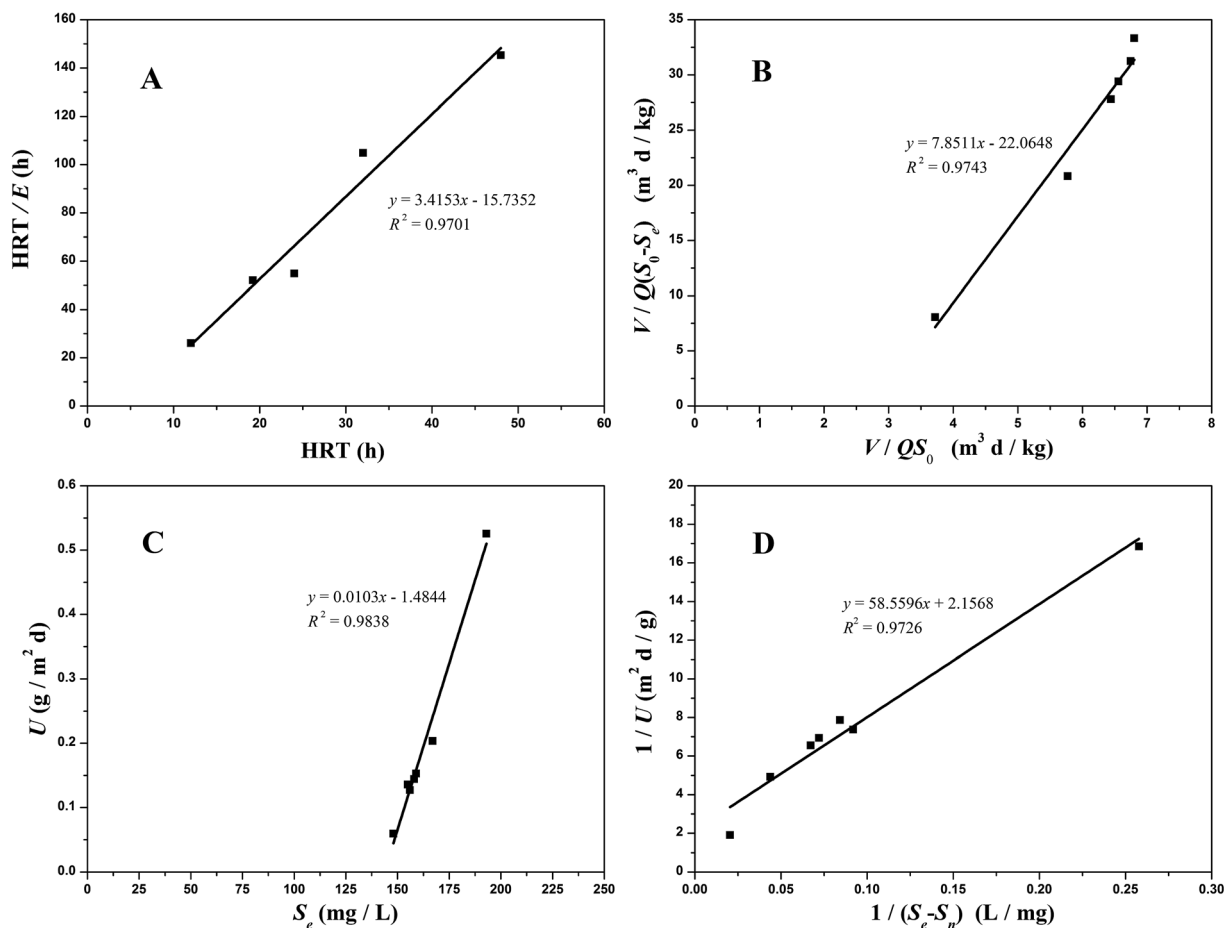 A
HRT / E (h)
160
140
120
100
80
60
40
20
0
y = 3.4153x - 15.7352
R² = 0.9701
0 10 20 30 40 50 60
HRT (h)
B
V / Q(S₀-Sₑ) (m³ d / kg)
35
30
25
20
15
10
5
0
y = 7.8511x - 22.0648
R² = 0.9743
0 1 2 3 4 5 6 7 8
V / QS₀ (m³ d / kg)
C
U (g / m² d)
0.6
0.5
0.4
0.3
0.2
0.1
0.0
y = 0.0103x - 1.4844
R² = 0.9838
0 25 50 75 100 125 150 175 200 225 250
Sₑ (mg / L)
D
1 / U (m² d / g)
20
18
16
14
12
10
8
6
4
2
0
y = 58.5596x + 2.1568
R² = 0.9726
0.00 0.05 0.10 0.15 0.20 0.25 0.30
1 / (Sₑ-Sₙ) (L / mg)